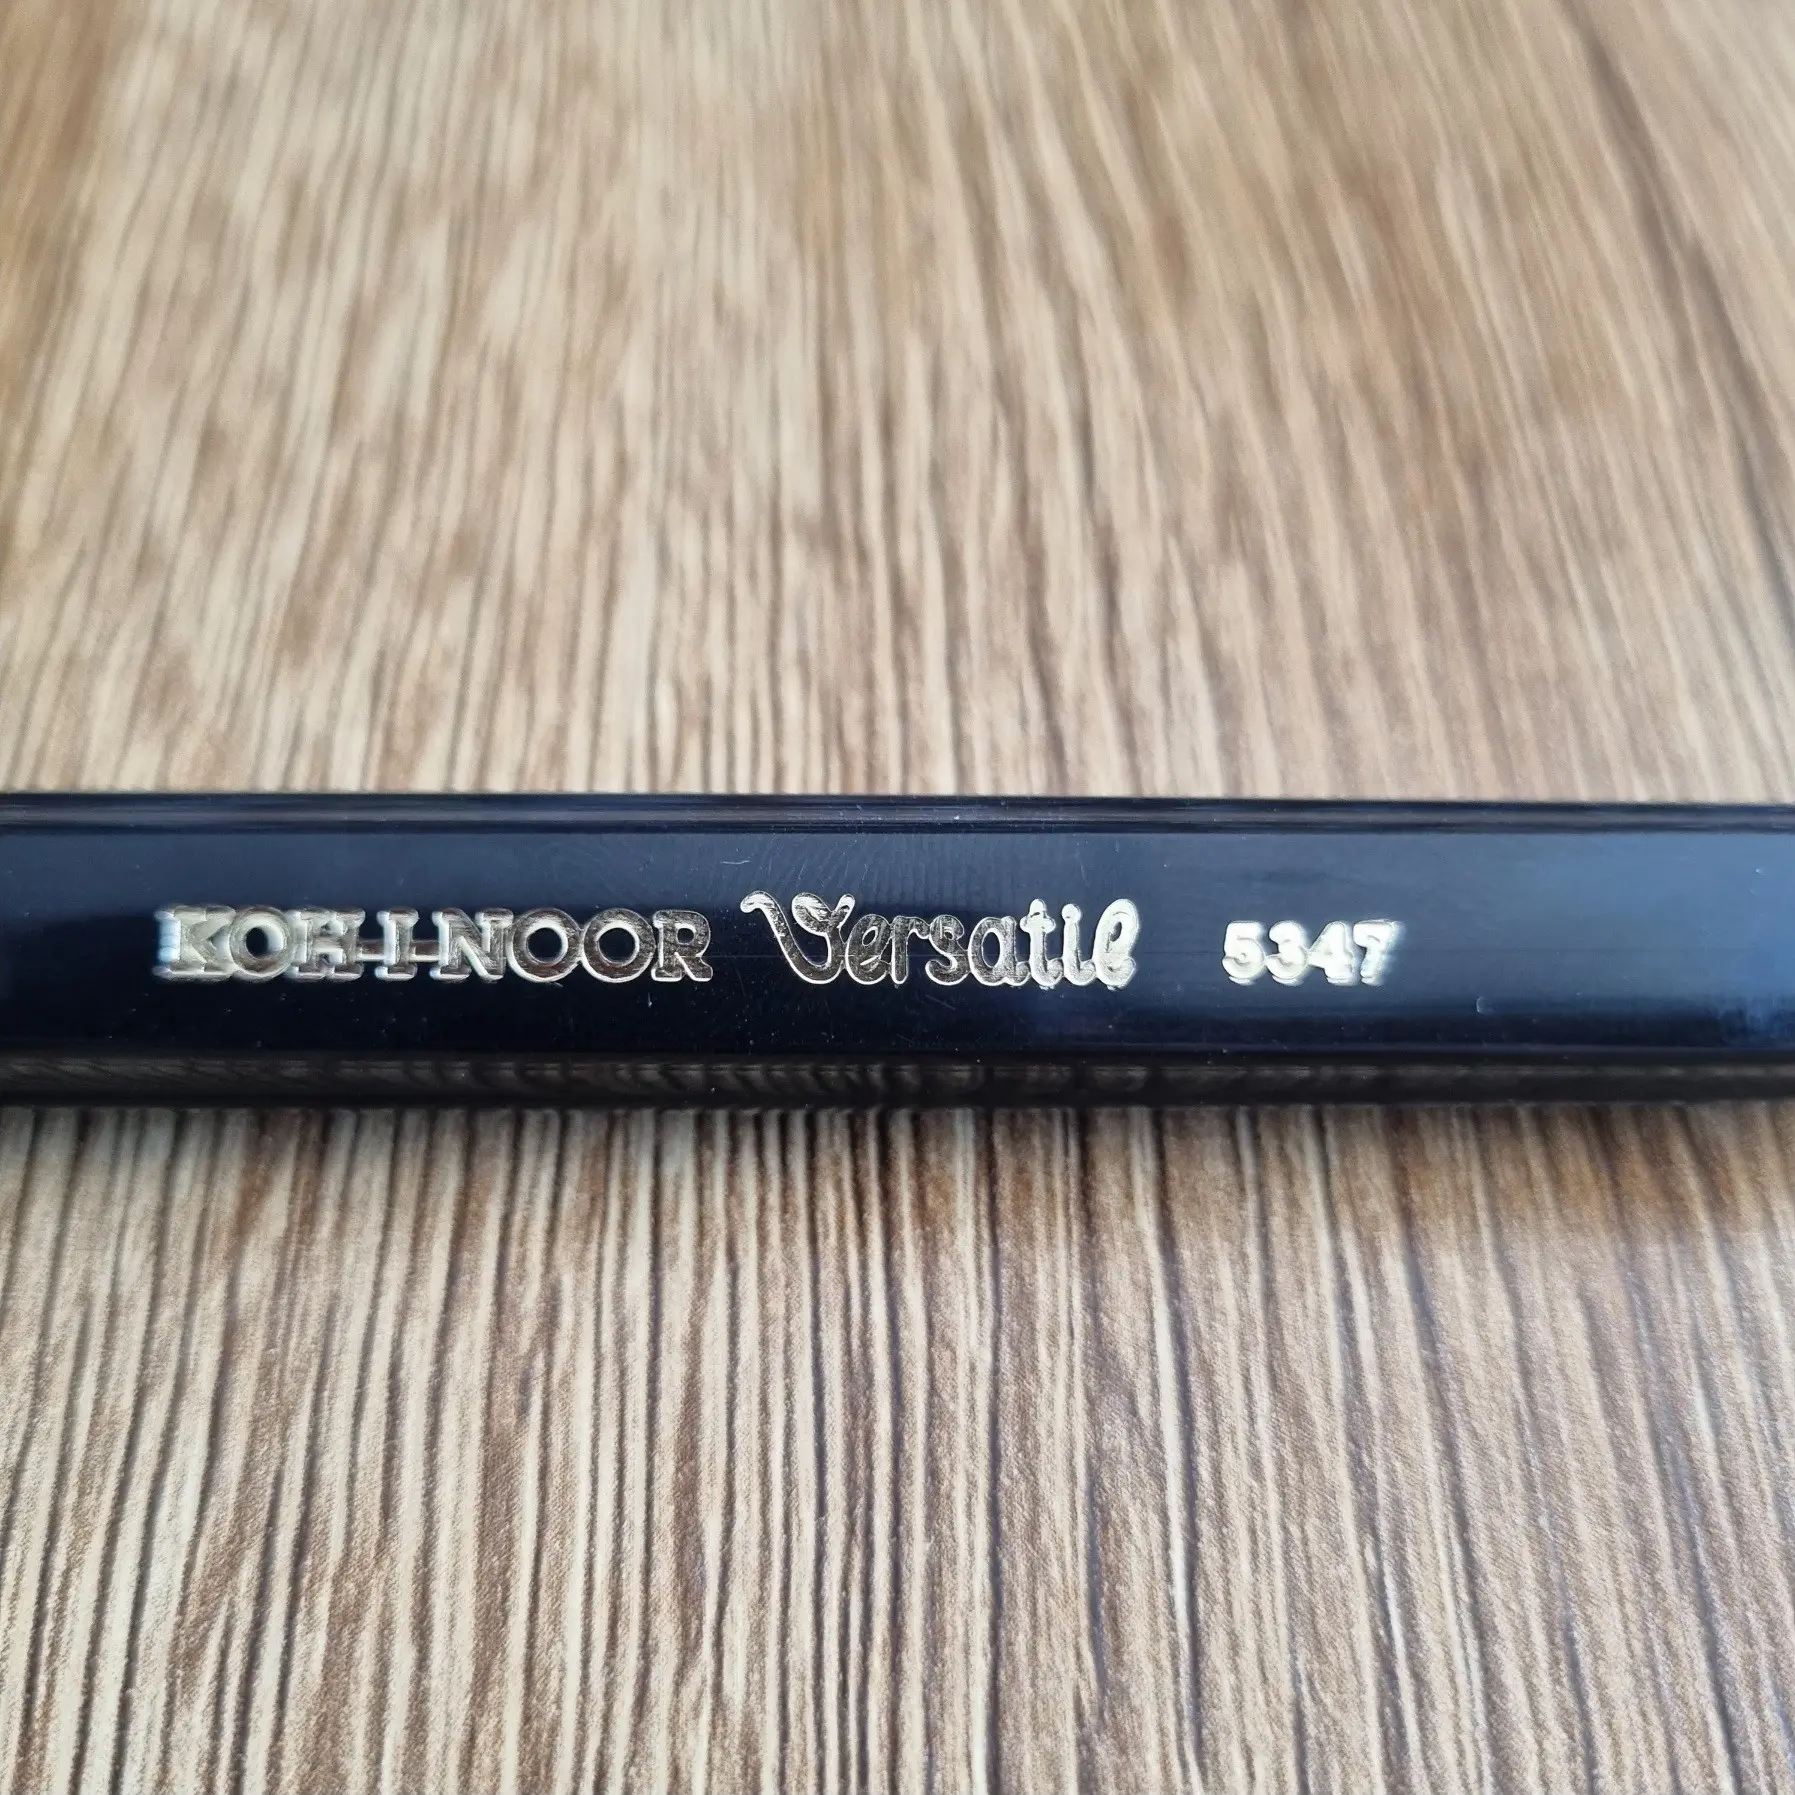 KOH-I-NOOR Versatil 5347